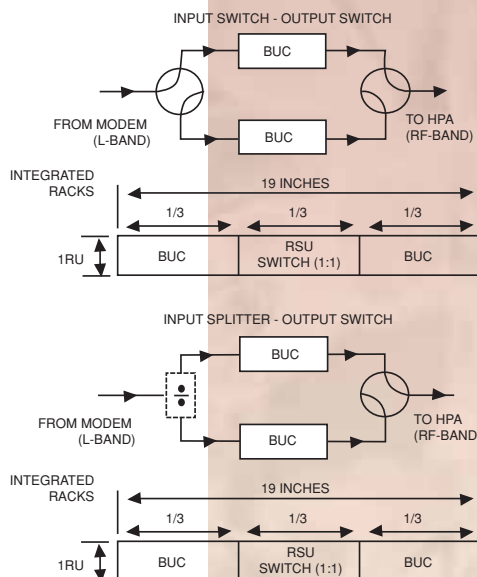 INPUT SWITCH - OUTPUT SWITCH
BUC
FROM MODEM
(L-BAND)
TO HPA
(RF-BAND)
BUC
INTEGRATED
RACKS
19 INCHES
1/3 1/3 1/3
1RU
BUC
RSU
SWITCH (1:1)
BUC
INPUT SPLITTER - OUTPUT SWITCH
BUC
FROM MODEM
(L-BAND)
TO HPA
(RF-BAND
BUC
INTEGRATED
RACKS
19 INCHES
1/3 1/3 1/3
1RU
BUC
RSU
SWITCH (1:1)
BUC